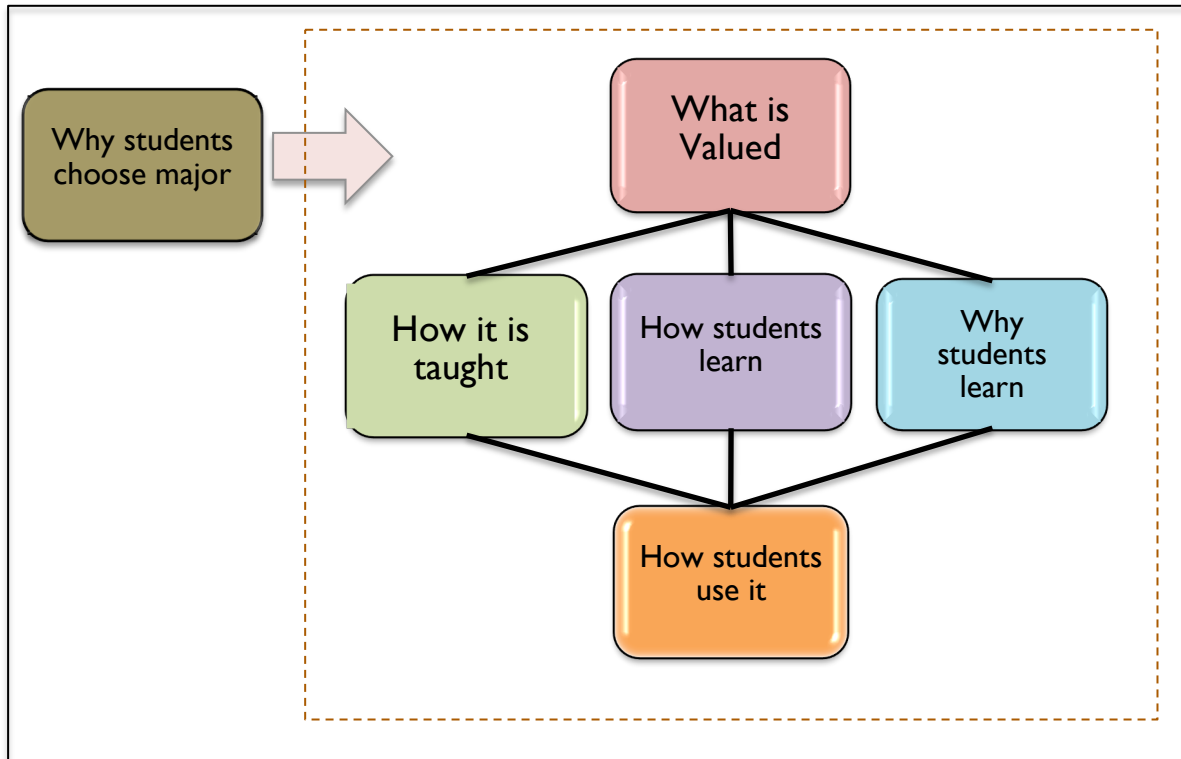 Why students
choose major
What is
Valued
How it is
taught
How students
learn
Why
students
learn
How students
use it